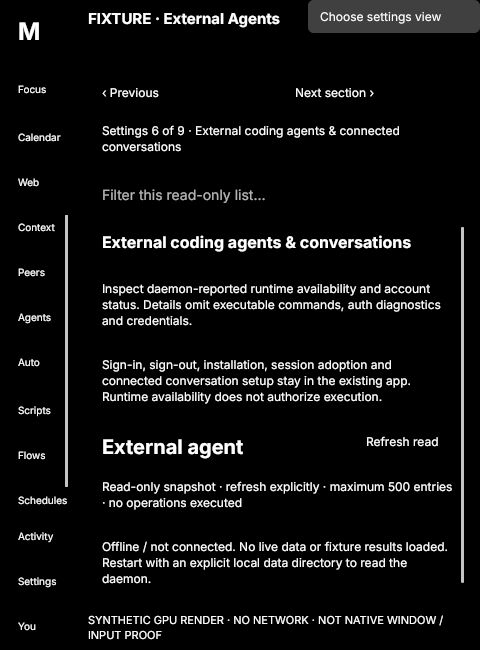 M
FIXTURE · External Agents
Choose settings view
Focus
Calendar
Web
Context
Peers
Agents
Auto
Scripts
Flows
Schedules
Activity
Settings
You
‹ Previous
Next section ›
Settings 6 of 9 · External coding agents & connected
conversations
Filter this read-only list...
External coding agents & conversations
Inspect daemon-reported runtime availability and account
status. Details omit executable commands, auth diagnostics
and credentials.
Sign-in, sign-out, installation, session adoption and
connected conversation setup stay in the existing app.
Runtime availability does not authorize execution.
External agent
Refresh read
Read-only snapshot · refresh explicitly · maximum 500 entries
· no operations executed
Offline / not connected. No live data or fixture results loaded.
Restart with an explicit local data directory to read the
daemon.
SYNTHETIC GPU RENDER · NO NETWORK · NOT NATIVE WINDOW /
INPUT PROOF